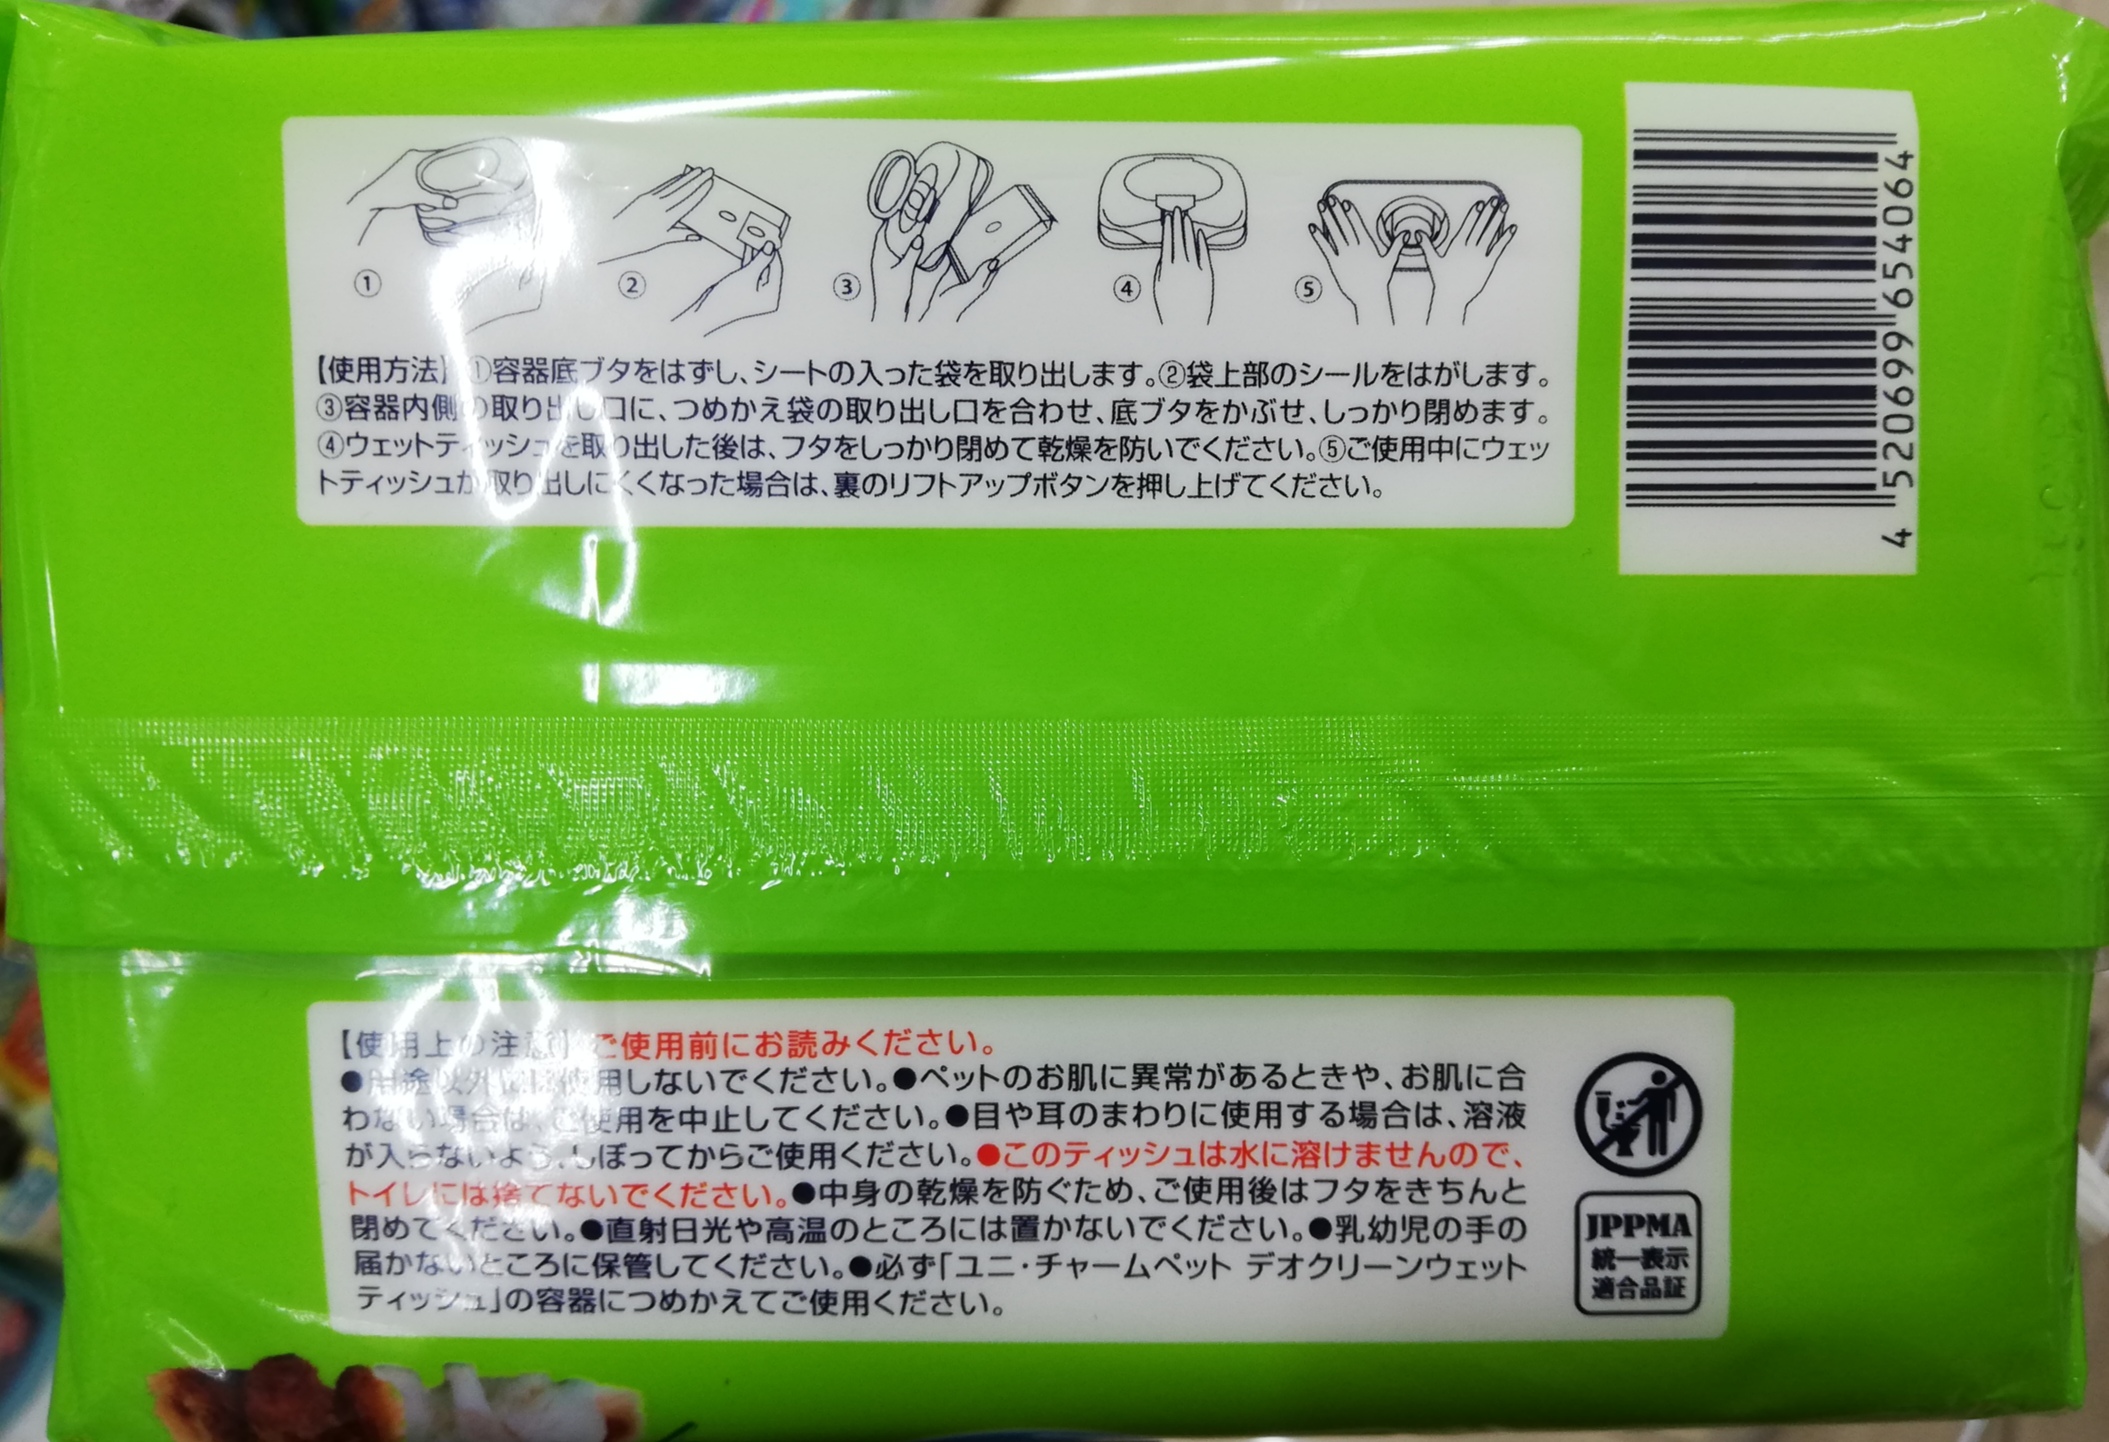 ① ② ③ ④ ⑤
【使用方法】①容器底ブタをはずし、シートの入った袋を取り出します。②袋上部のシールをはがします。
③容器内側の取り出し口に、つめかえ袋の取り出し口を合わせ、底ブタをかぶせ、しっかり閉めます。
④ウェットティッシュを取り出した後は、フタをしっかり閉めて乾燥を防いでください。⑤ご使用中にウェッ
トティッシュが取り出しにくくなった場合は、裏のリフトアップボタンを押し上げてください。
4 520699 654064
【使用上の注意】ご使用前にお読みください。
●用途以外には使用しないでください。●ペットのお肌に異常があるときや、お肌に合
わない場合は、ご使用を中止してください。●目や耳のまわりに使用する場合は、溶液
が入らないよう、しぼってからご使用ください。●このティッシュは水に溶けませんので、
トイレには捨てないでください。●中身の乾燥を防ぐため、ご使用後はフタをきちんと
閉めてください。●直射日光や高温のところには置かないでください。●乳幼児の手の
届かないところに保管してください。●必ず「ユニ・チャームペット デオクリーンウェット
ティッシュ」の容器につめかえてご使用ください。
JPPMA
統一表示
適合品証